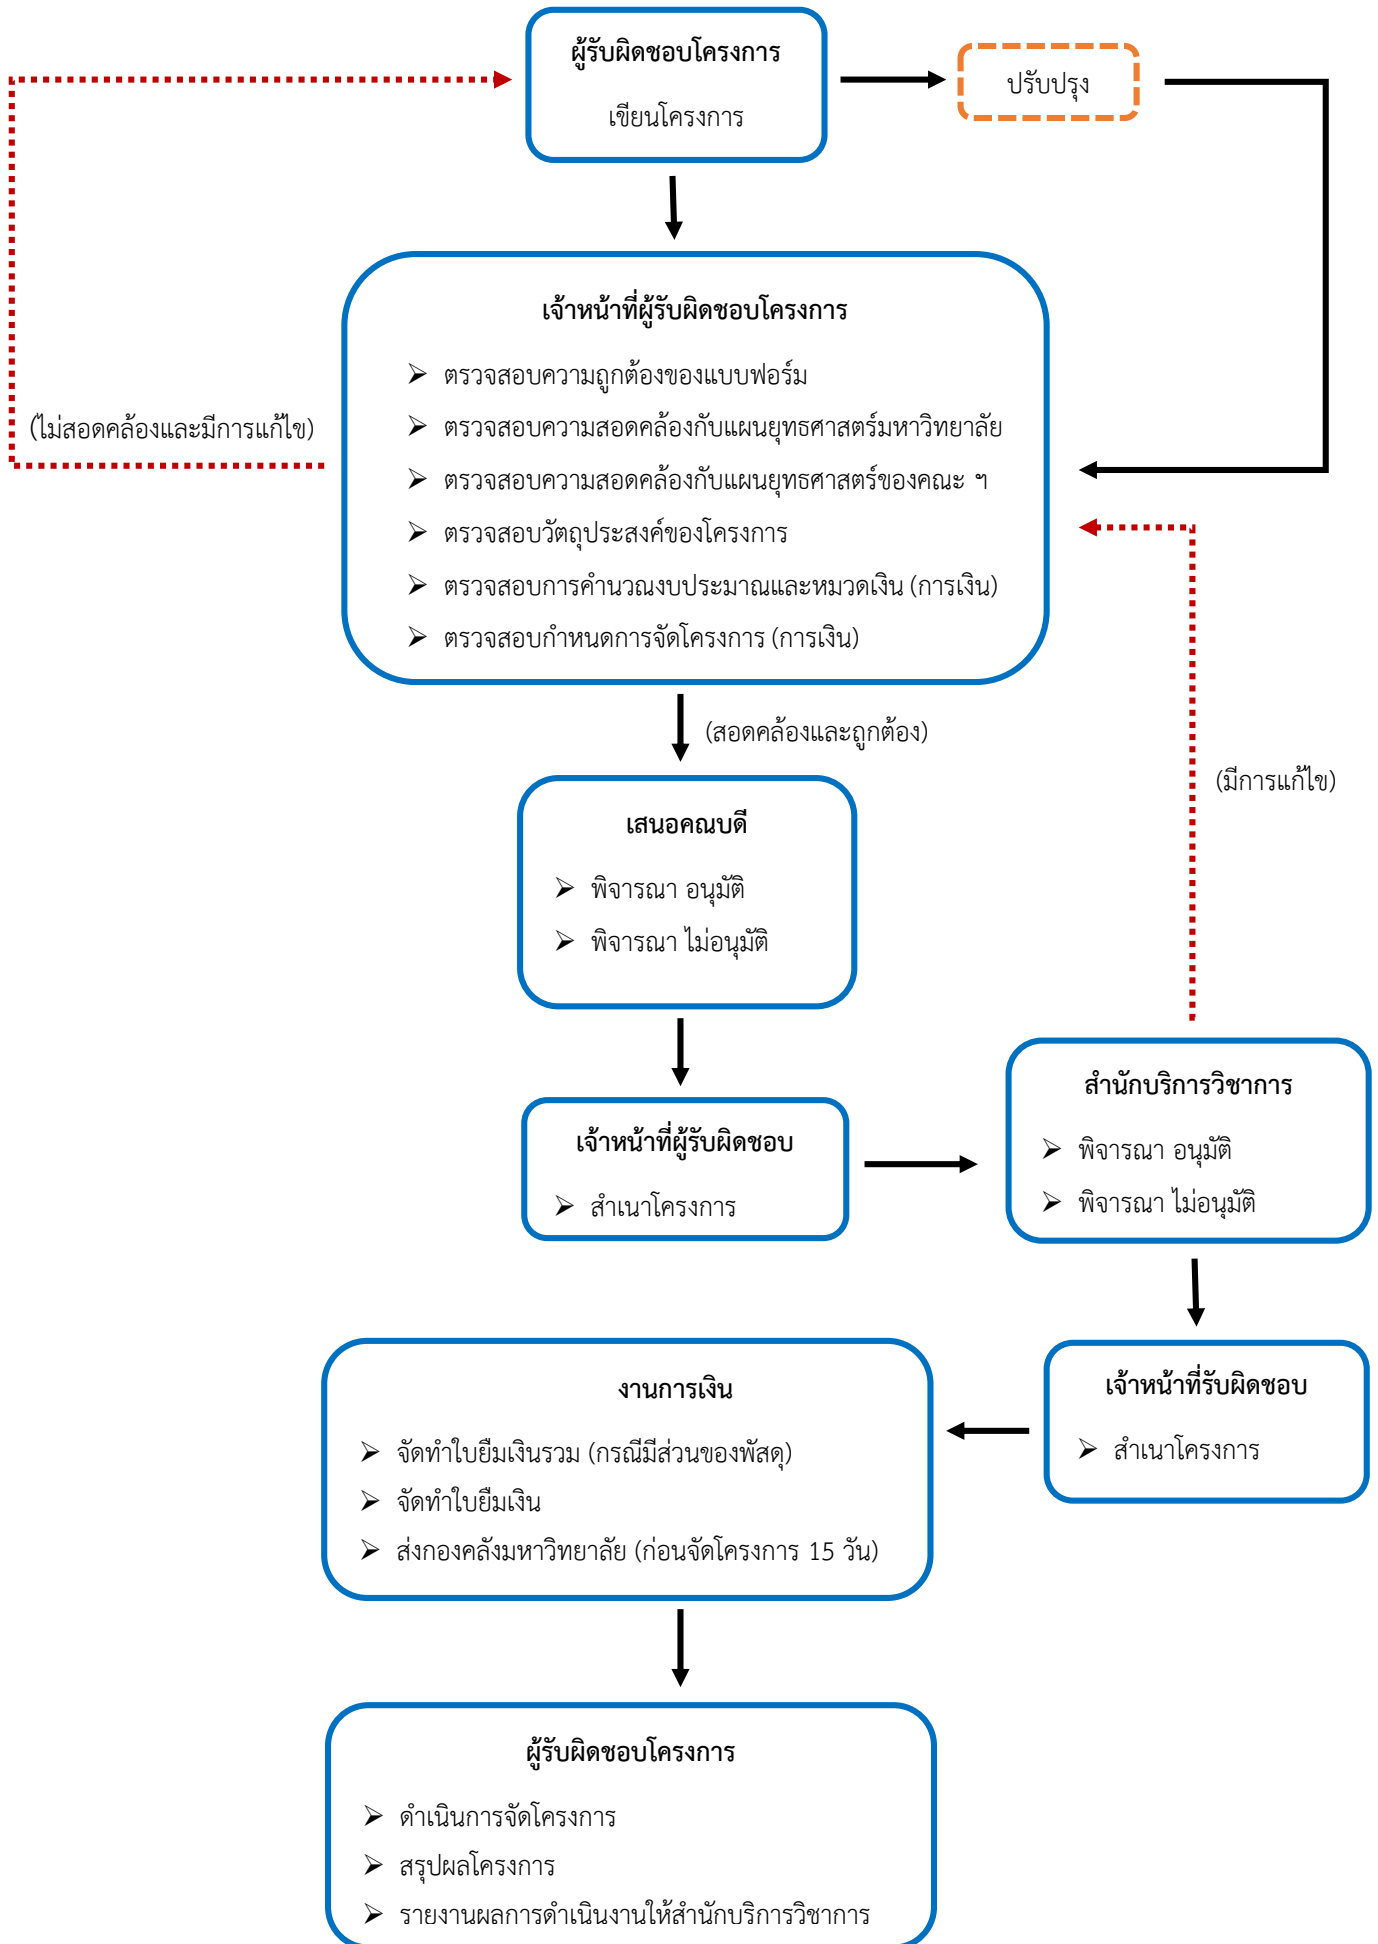 ผู้รับผิดชอบโครงการ
เขียนโครงการ
ปรับปรุง
เจ้าหน้าที่ผู้รับผิดชอบโครงการ
➢ ตรวจสอบความถูกต้องของแบบฟอร์ม
➢ ตรวจสอบความสอดคล้องกับแผนยุทธศาสตร์มหาวิทยาลัย
➢ ตรวจสอบความสอดคล้องกับแผนยุทธศาสตร์ของคณะ ฯ
➢ ตรวจสอบวัตถุประสงค์ของโครงการ
➢ ตรวจสอบการคำนวณงบประมาณและหมวดเงิน (การเงิน)
➢ ตรวจสอบกำหนดการจัดโครงการ (การเงิน)
(ไม่สอดคล้องและมีการแก้ไข)
(สอดคล้องและถูกต้อง)
(มีการแก้ไข)
เสนอคณบดี
➢ พิจารณา อนุมัติ
➢ พิจารณา ไม่อนุมัติ
เจ้าหน้าที่ผู้รับผิดชอบ
➢ สำเนาโครงการ
สำนักบริการวิชาการ
➢ พิจารณา อนุมัติ
➢ พิจารณา ไม่อนุมัติ
เจ้าหน้าที่รับผิดชอบ
➢ สำเนาโครงการ
งานการเงิน
➢ จัดทำใบยืมเงินรวม (กรณีมีส่วนของพัสดุ)
➢ จัดทำใบยืมเงิน
➢ ส่งกองคลังมหาวิทยาลัย (ก่อนจัดโครงการ 15 วัน)
ผู้รับผิดชอบโครงการ
➢ ดำเนินการจัดโครงการ
➢ สรุปผลโครงการ
➢ รายงานผลการดำเนินงานให้สำนักบริการวิชาการ